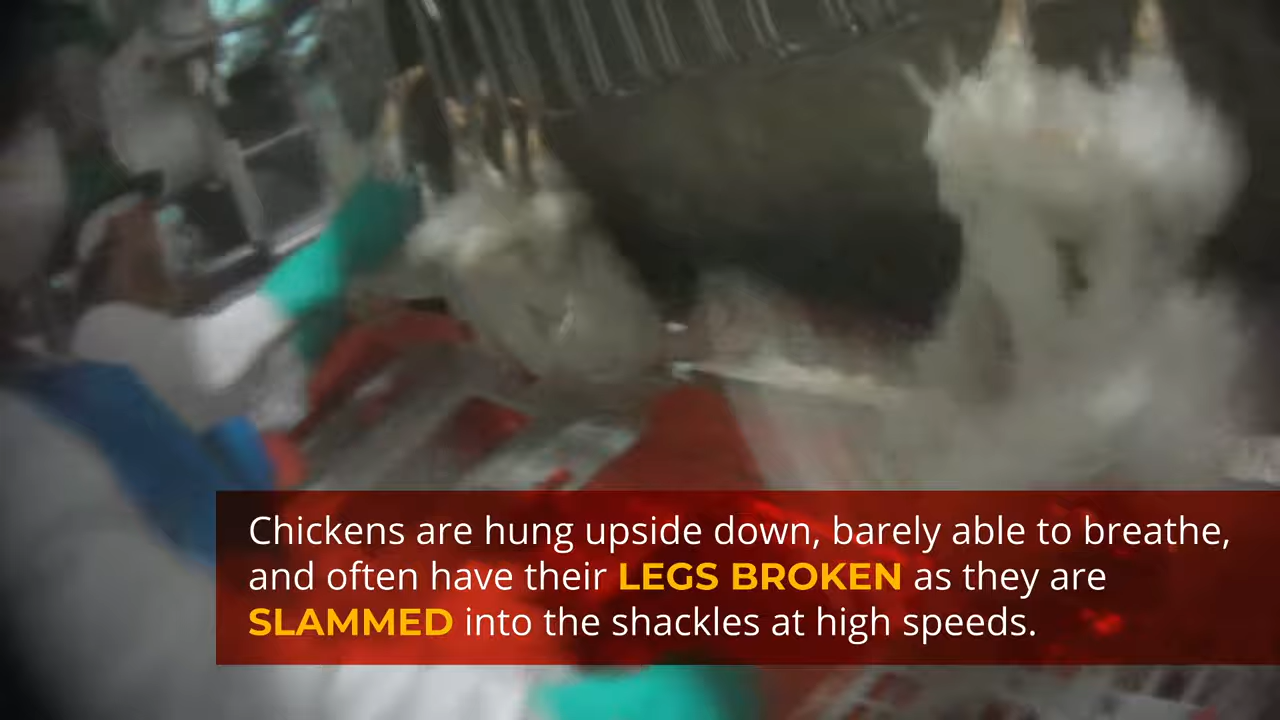 Chickens are hung upside down, barely able to breathe,
and often have their LEGS BROKEN as they are
SLAMMED into the shackles at high speeds.